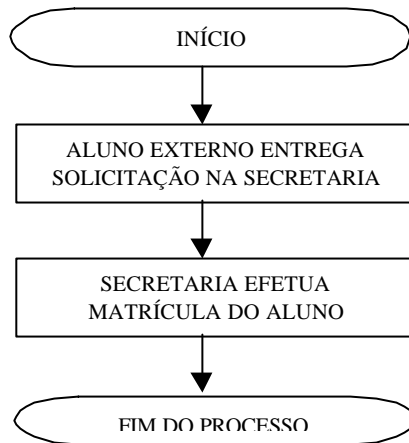 INÍCIO
ALUNO EXTERNO ENTREGA
SOLICITAÇÃO NA SECRETARIA
SECRETARIA EFETUA
MATRÍCULA DO ALUNO
FIM DO PROCESSO